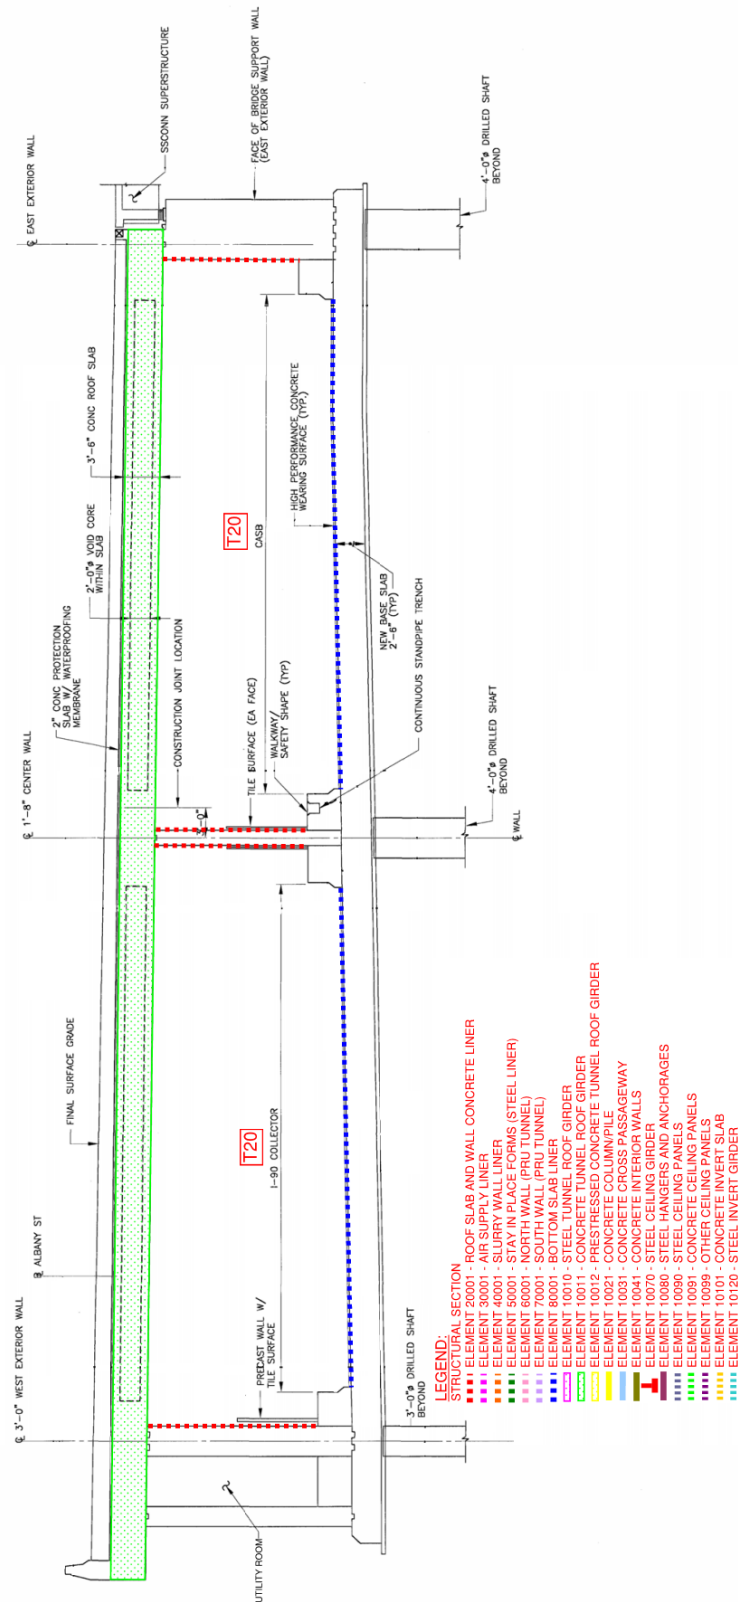 ℄ 3'-0" WEST EXTERIOR WALL
℄ ALBANY ST
FINAL SURFACE GRADE
℄ 1'-8" CENTER WALL
2" CONC PROTECTION
SLAB W/ WATERPROOFING
MEMBRANE
2'-0"ø VOID CORE
WITHIN SLAB
3'-6" CONC ROOF SLAB
℄ EAST EXTERIOR WALL
SSCONN SUPERSTRUCTURE
FACE OF BRIDGE SUPPORT WALL
(EAST EXTERIOR WALL)
CONSTRUCTION JOINT LOCATION
3'-0"
TILE SURFACE (EA FACE)
WALKWAY/
SAFETY SHAPE (TYP)
T20
I-90 COLLECTOR
T20
CASB
HIGH PERFORMANCE CONCRETE
WEARING SURFACE (TYP.)
PRECAST WALL W/
TILE SURFACE
UTILITY ROOM
NEW BASE SLAB
2'-6" (TYP)
CONTINUOUS STANDPIPE TRENCH
3'-0"ø DRILLED SHAFT
BEYOND
4'-0"ø DRILLED SHAFT
BEYOND
℄ WALL
4'-0"ø DRILLED SHAFT
BEYOND
LEGEND:
STRUCTURAL SECTION
ELEMENT 20001 - ROOF SLAB AND WALL CONCRETE LINER
ELEMENT 30001 - AIR SUPPLY LINER
ELEMENT 40001 - SLURRY WALL LINER
ELEMENT 50001 - STAY IN PLACE FORMS (STEEL LINER)
ELEMENT 60001 - NORTH WALL (PRU TUNNEL)
ELEMENT 70001 - SOUTH WALL (PRU TUNNEL)
ELEMENT 80001 - BOTTOM SLAB LINER
ELEMENT 10010 - STEEL TUNNEL ROOF GIRDER
ELEMENT 10011 - CONCRETE TUNNEL ROOF GIRDER
ELEMENT 10012 - PRESTRESSED CONCRETE TUNNEL ROOF GIRDER
ELEMENT 10021 - CONCRETE COLUMN/PILE
ELEMENT 10031 - CONCRETE CROSS PASSAGEWAY
ELEMENT 10041 - CONCRETE INTERIOR WALLS
ELEMENT 10070 - STEEL CEILING GIRDER
ELEMENT 10080 - STEEL HANGERS AND ANCHORAGES
ELEMENT 10090 - STEEL CEILING PANELS
ELEMENT 10091 - CONCRETE CEILING PANELS
ELEMENT 10099 - OTHER CEILING PANELS
ELEMENT 10101 - CONCRETE INVERT SLAB
ELEMENT 10120 - STEEL INVERT GIRDER